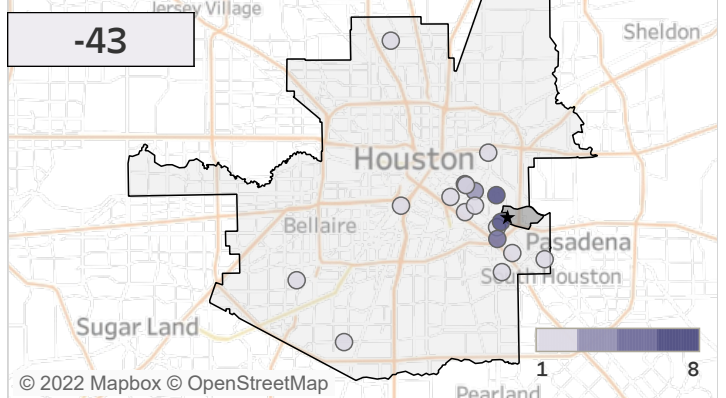 Jersey Village
-43
Sheldon
Houston
Bellaire
Pasadena
South Houston
Sugar Land
1 8
© 2022 Mapbox © OpenStreetMap
Pearland